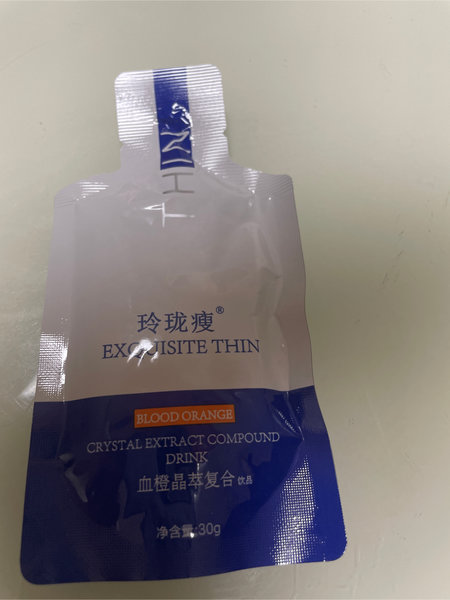 玲珑瘦®
EXQUISITE THIN
BLOOD ORANGE
CRYSTAL EXTRACT COMPOUND
DRINK
血橙晶萃复合 饮品
净含量:30g